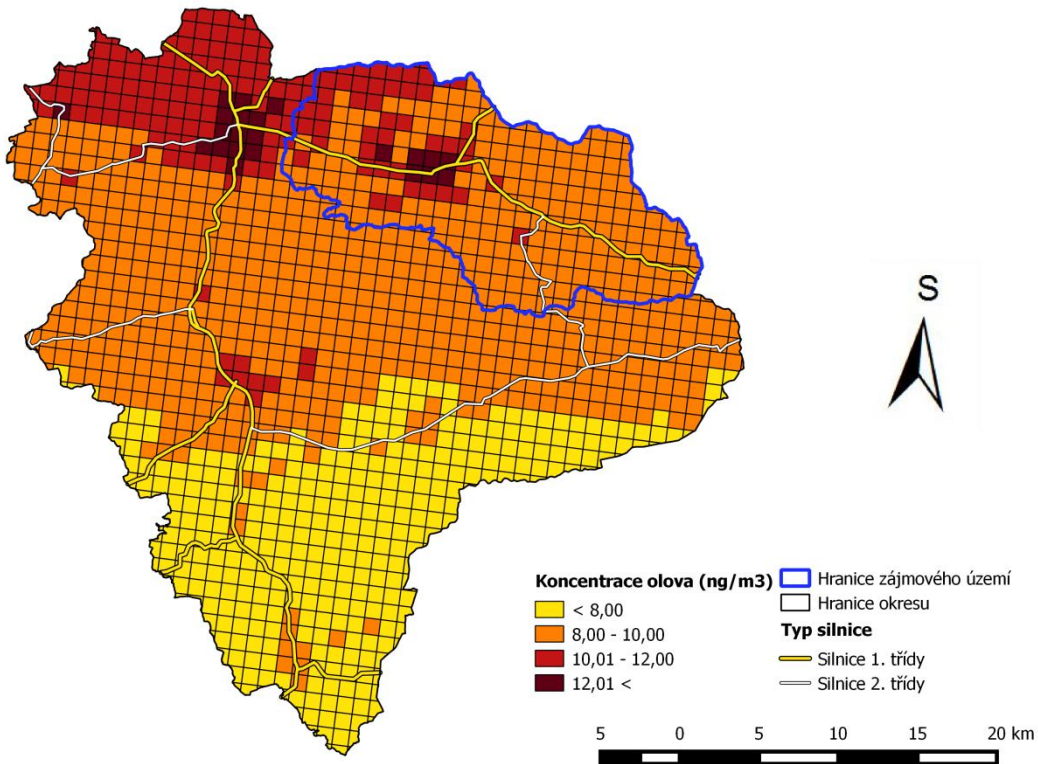 S
Koncentrace olova (ng/m3)
< 8,00
8,00 - 10,00
10,01 - 12,00
12,01 <
Hranice zájmového území
Hranice okresu
Typ silnice
Silnice 1. třídy
Silnice 2. třídy
5 0 5 10 15 20 km